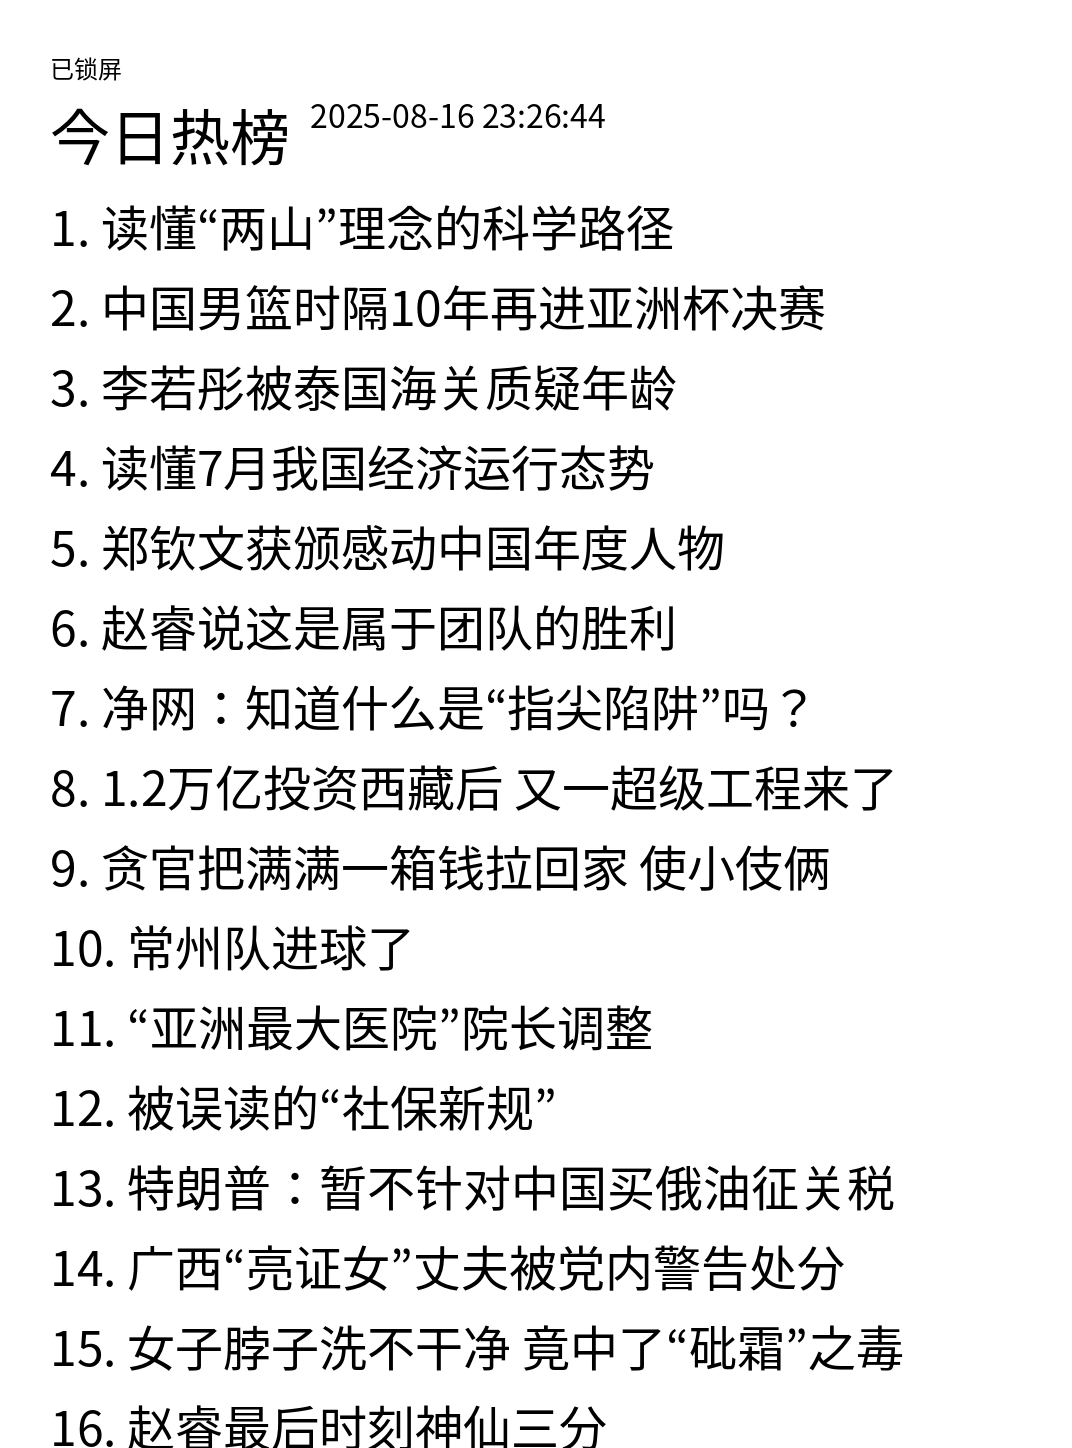 已锁屏
今日热榜 2025-08-16 23:26:44
1. 读懂“两山”理念的科学路径
2. 中国男篮时隔10年再进亚洲杯决赛
3. 李若彤被泰国海关质疑年龄
4. 读懂7月我国经济运行态势
5. 郑钦文获颁感动中国年度人物
6. 赵睿说这是属于团队的胜利
7. 净网：知道什么是“指尖陷阱”吗？
8. 1.2万亿投资西藏后 又一超级工程来了
9. 贪官把满满一箱钱拉回家 使小伎俩
10. 常州队进球了
11. “亚洲最大医院”院长调整
12. 被误读的“社保新规”
13. 特朗普：暂不针对中国买俄油征关税
14. 广西“亮证女”丈夫被党内警告处分
15. 女子脖子洗不干净 竟中了“砒霜”之毒
16. 赵睿最后时刻神仙三分